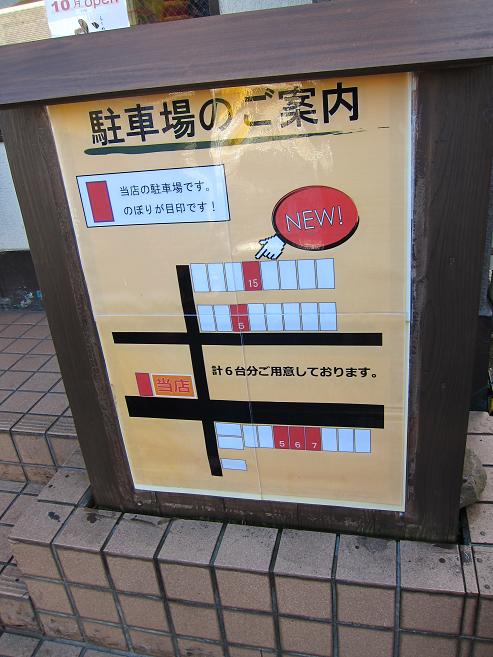 10月open
駐車場のご案内
当店の駐車場です。
のぼりが目印です！
NEW!
15
5
計６台分ご用意しております。
当店
5 6 7